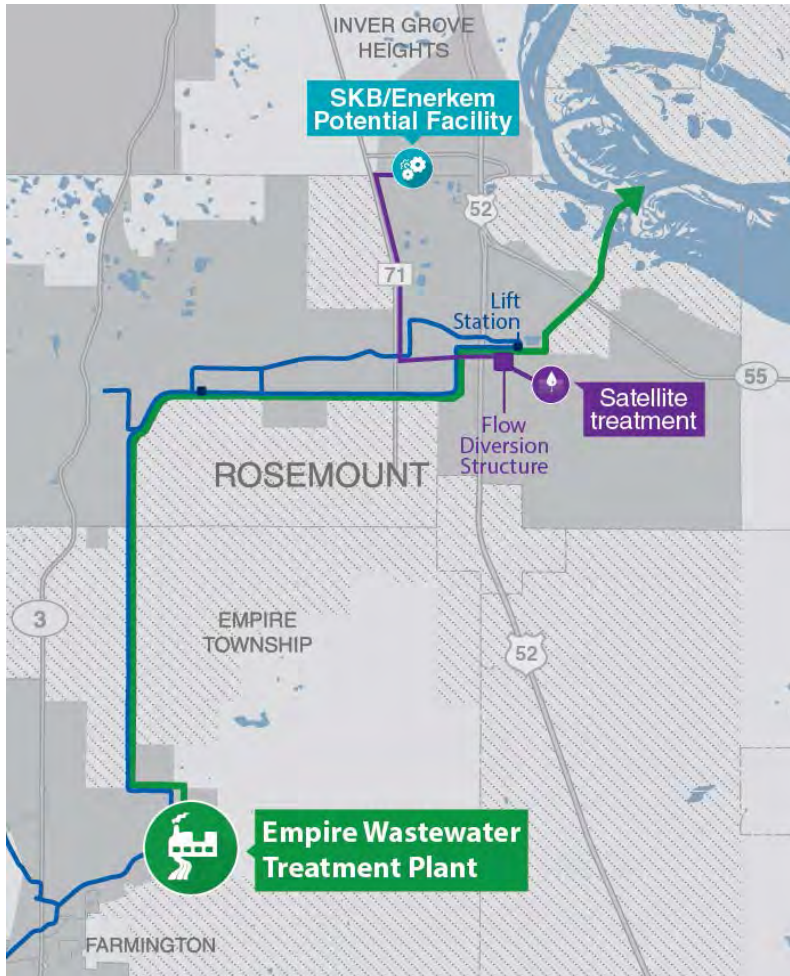 INVER GROVE
HEIGHTS
SKB/Enerkem
Potential Facility
52
71
Lift
Station
55
Satellite
treatment
Flow
Diversion
Structure
ROSEMOUNT
3
EMPIRE
TOWNSHIP
52
Empire Wastewater
Treatment Plant
FARMINGTON